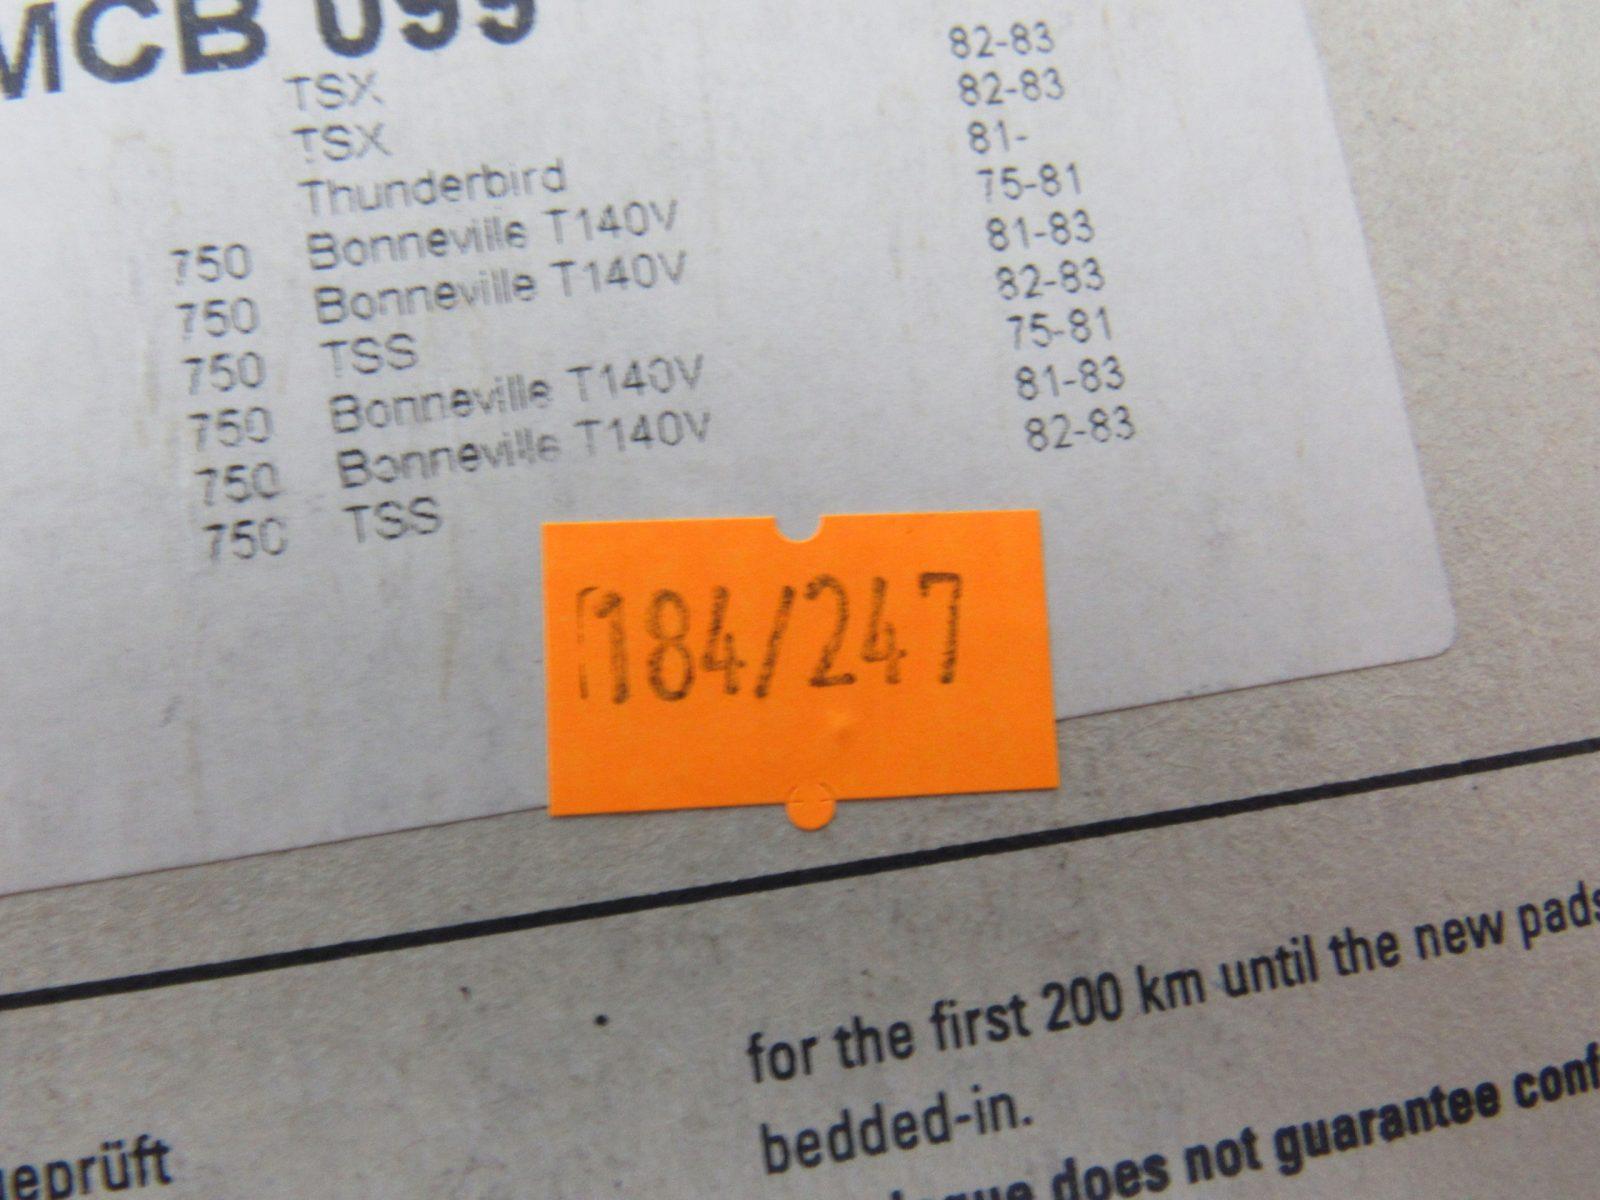 MCB 099
TSX 82-83
TSX 82-83
Thunderbird 81-
750 Bonneville T140V 75-81
750 Bonneville T140V 81-83
750 TSS 82-83
750 Bonneville T140V 75-81
750 Bonneville T140V 81-83
750 TSS 82-83
184/247
for the first 200 km until the new pads
bedded-in.
does not guarantee
geprüft